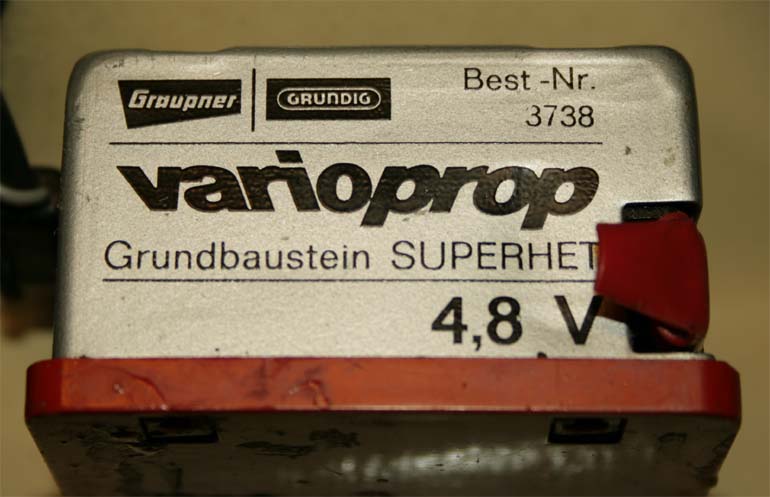 Graupner GRUNDIG Best-Nr.
3738
varioprop
Grundbaustein SUPERHET
4,8 V